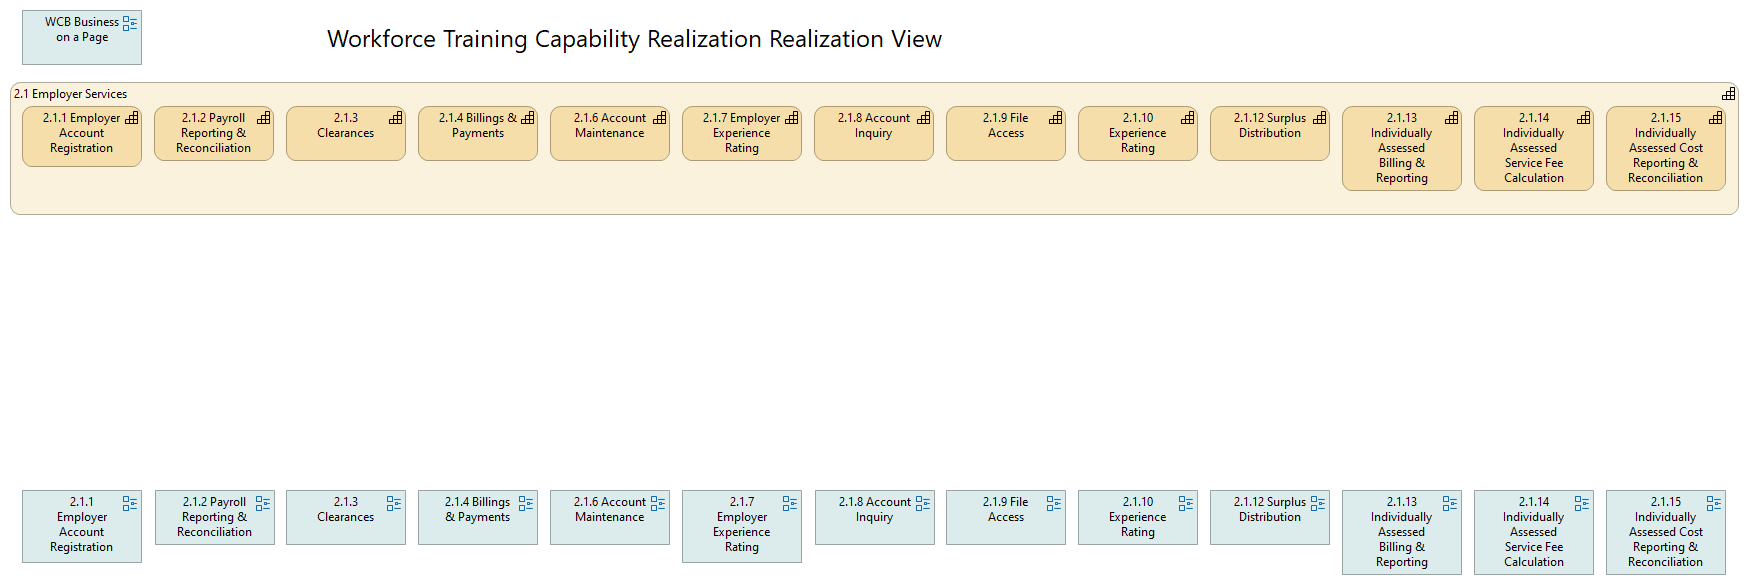 WCB Business
on a Page
Workforce Training Capability Realization Realization View
2.1 Employer Services
2.1.1 Employer
Account
Registration
2.1.2 Payroll
Reporting &
Reconciliation
2.1.3
Clearances
2.1.4 Billings &
Payments
2.1.6 Account
Maintenance
2.1.7 Employer
Experience
Rating
2.1.8 Account
Inquiry
2.1.9 File
Access
2.1.10
Experience
Rating
2.1.12 Surplus
Distribution
2.1.13
Individually
Assessed
Billing &
Reporting
2.1.14
Individually
Assessed
Service Fee
Calculation
2.1.15
Individually
Assessed Cost
Reporting &
Reconciliation
2.1.1
Employer
Account
Registration
2.1.2 Payroll
Reporting &
Reconciliation
2.1.3
Clearances
2.1.4 Billings
& Payments
2.1.6 Account
Maintenance
2.1.7
Employer
Experience
Rating
2.1.8 Account
Inquiry
2.1.9 File
Access
2.1.10
Experience
Rating
2.1.12 Surplus
Distribution
2.1.13
Individually
Assessed
Billing &
Reporting
2.1.14
Individually
Assessed
Service Fee
Calculation
2.1.15
Individually
Assessed Cost
Reporting &
Reconciliation